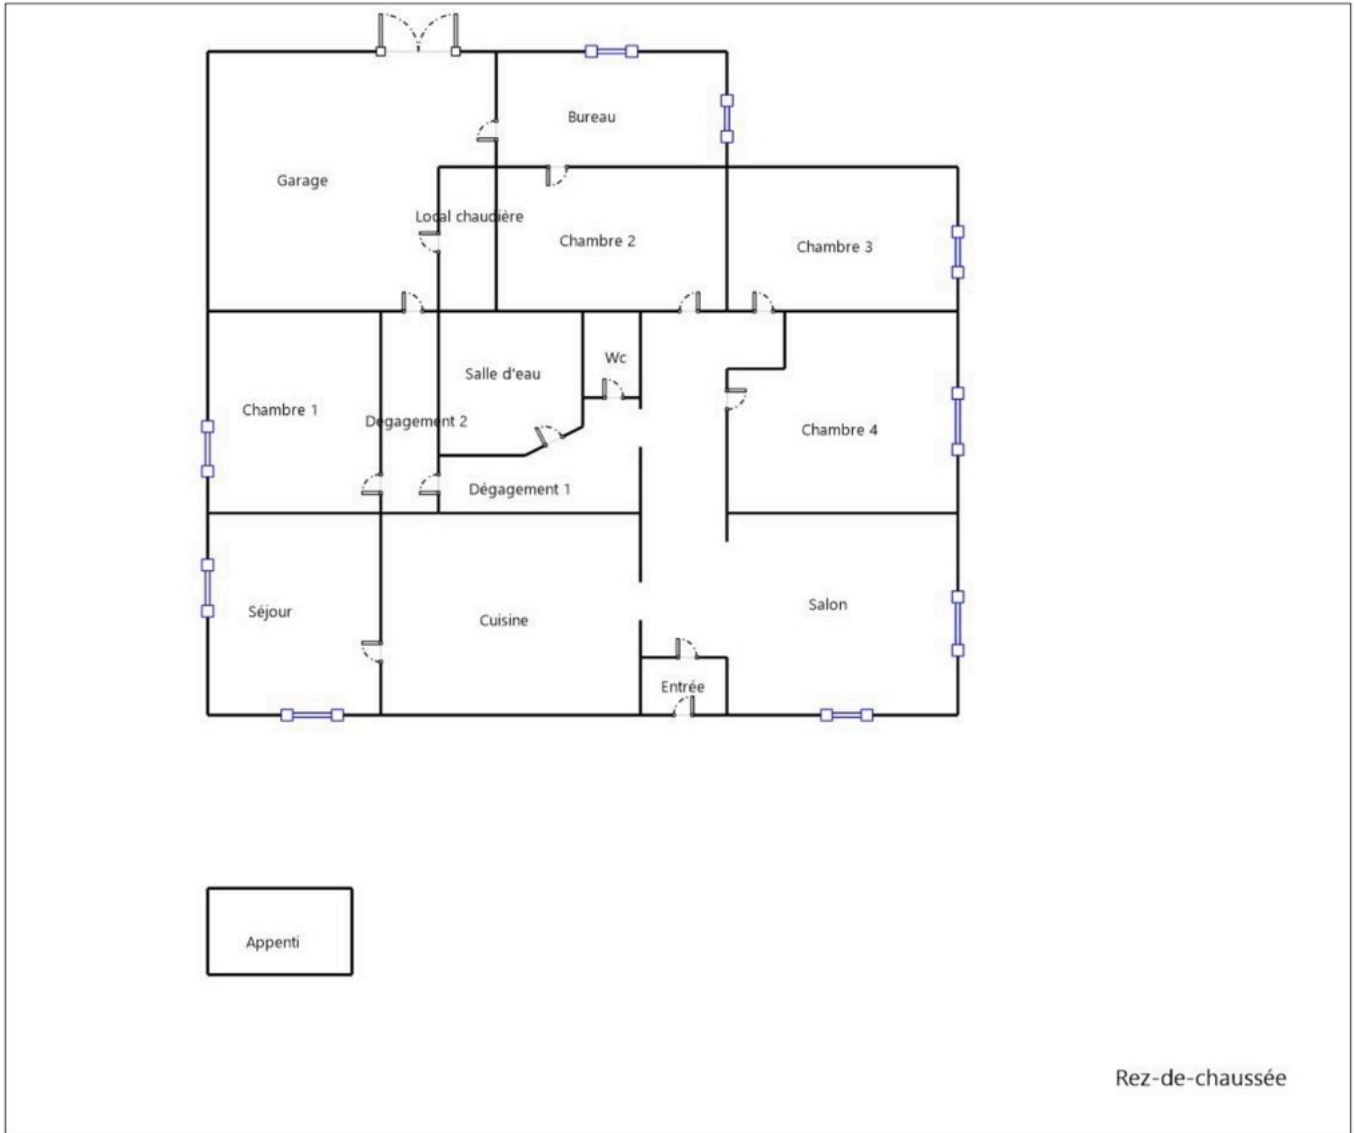 Bureau
Garage
Local chaudière
Chambre 2
Chambre 3
Wc
Salle d'eau
Chambre 1
Dégagement 2
Chambre 4
Dégagement 1
Séjour
Cuisine
Salon
Entrée
Appenti
Rez-de-chaussée